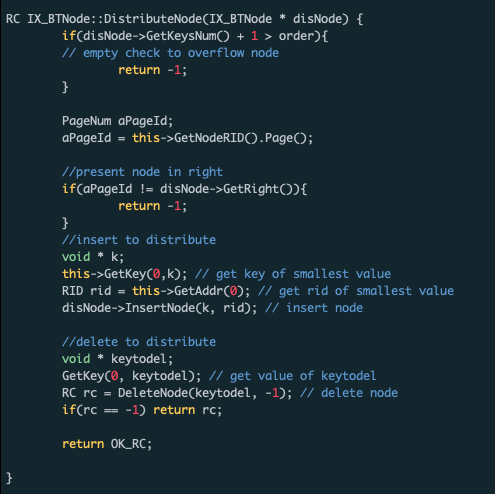 RC IX_BTNode::DistributeNode(IX_BTNode * disNode) {
if(disNode->GetKeysNum() + 1 > order){
// empty check to overflow node
return -1;
}
PageNum aPageId;
aPageId = this->GetNodeRID().Page();
//present node in right
if(aPageId != disNode->GetRight()){
return -1;
}
//insert to distribute
void * k;
this->GetKey(0,k); // get key of smallest value
RID rid = this->GetAddr(0); // get rid of smallest value
disNode->InsertNode(k, rid); // insert node
//delete to distribute
void * keytodel;
GetKey(0, keytodel); // get value of keytodel
RC rc = DeleteNode(keytodel, -1); // delete node
if(rc == -1) return rc;
return OK_RC;
}